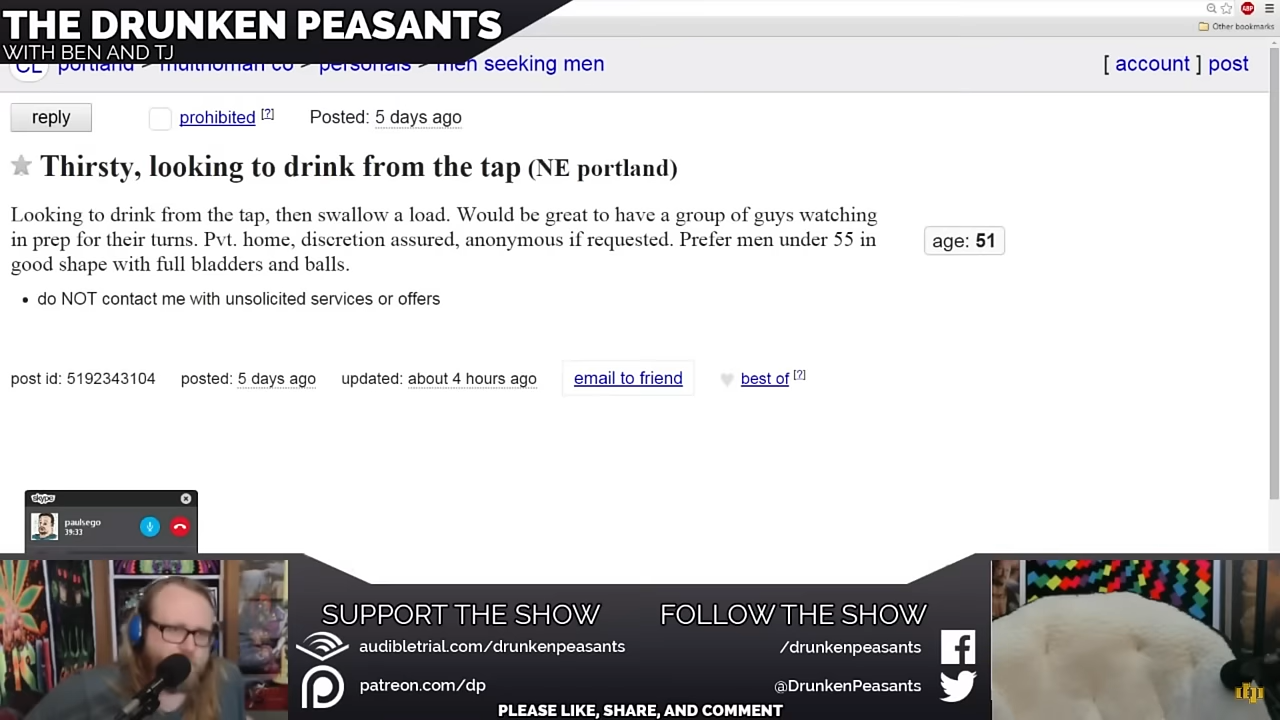 THE DRUNKEN PEASANTS
WITH BEN AND TJ
Other bookmarks
CL portland > multnomah co > personals > men seeking men
[ account ] post
reply
prohibited [?]
Posted: 5 days ago
Thirsty, looking to drink from the tap (NE portland)
Looking to drink from the tap, then swallow a load. Would be great to have a group of guys watching
in prep for their turns. Pvt. home, discretion assured, anonymous if requested. Prefer men under 55 in
good shape with full bladders and balls.
age: 51
• do NOT contact me with unsolicited services or offers
post id: 5192343104
posted: 5 days ago
updated: about 4 hours ago
email to friend
best of [?]
skype
paulsego
39:33
SUPPORT THE SHOW
audibletrial.com/drunkenpeasants
patreon.com/dp
FOLLOW THE SHOW
/drunkenpeasants
@DrunkenPeasants
PLEASE LIKE, SHARE, AND COMMENT